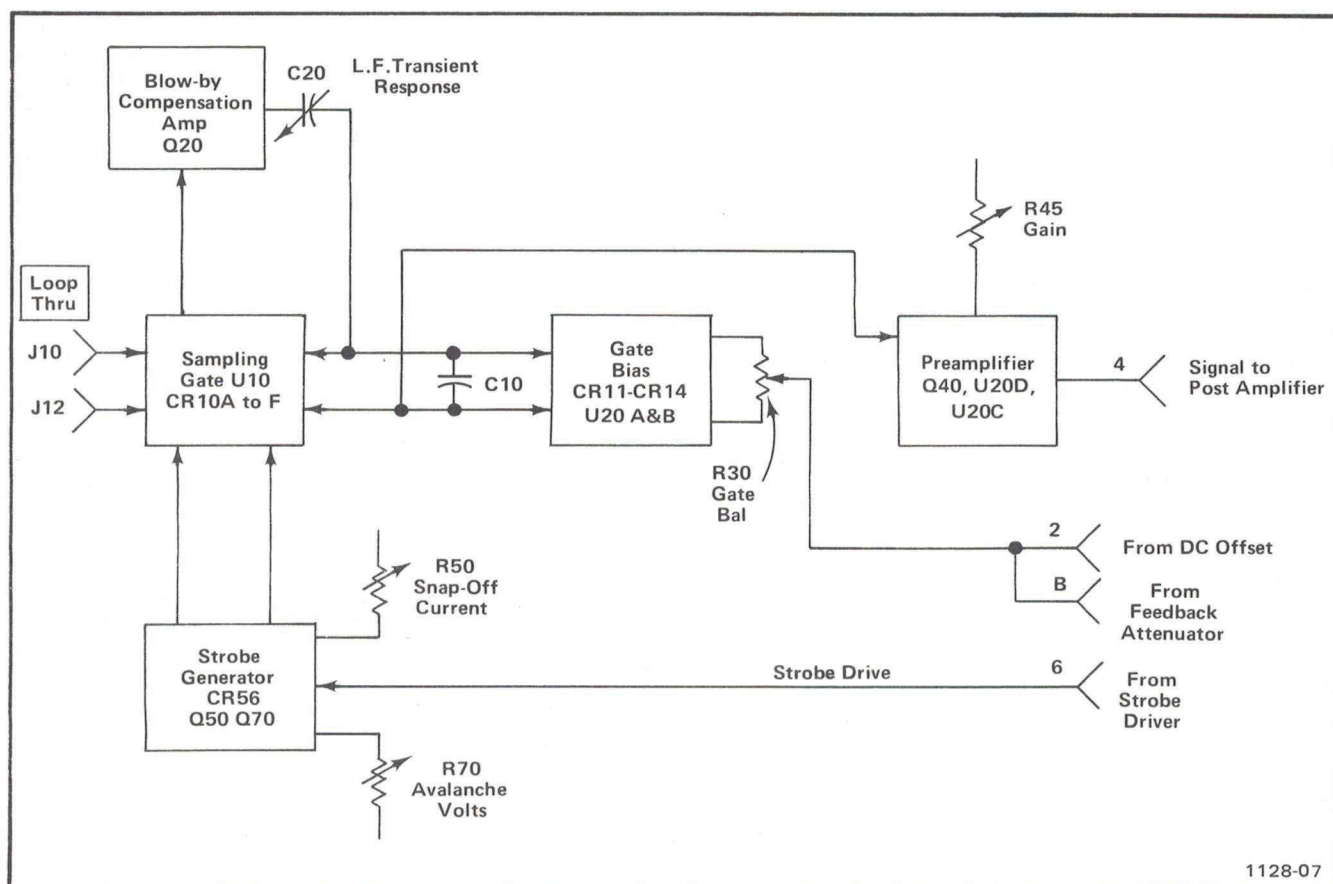 Blow-by
Compensation
Amp
Q20
C20
L.F.Transient
Response
R45
Gain
Loop
Thru
J10
J12
Sampling
Gate U10
CR10A to F
C10
Gate
Bias
CR11-CR14
U20 A&B
R30
Gate
Bal
Preamplifier
Q40, U20D,
U20C
4
Signal to
Post Amplifier
2
From DC Offset
B
From
Feedback
Attenuator
R50
Snap-Off
Current
Strobe
Generator
CR56
Q50 Q70
Strobe Drive
6
From
Strobe
Driver
R70
Avalanche
Volts
1128-07